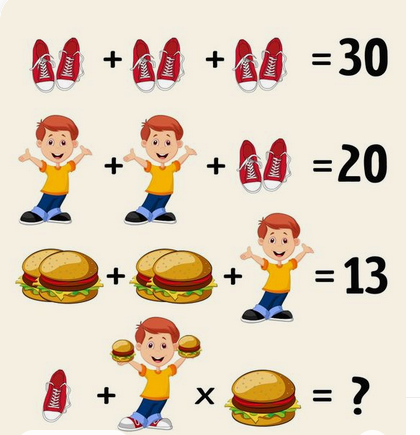 + + = 30
+ + = 20
+ + = 13
+ x = ?